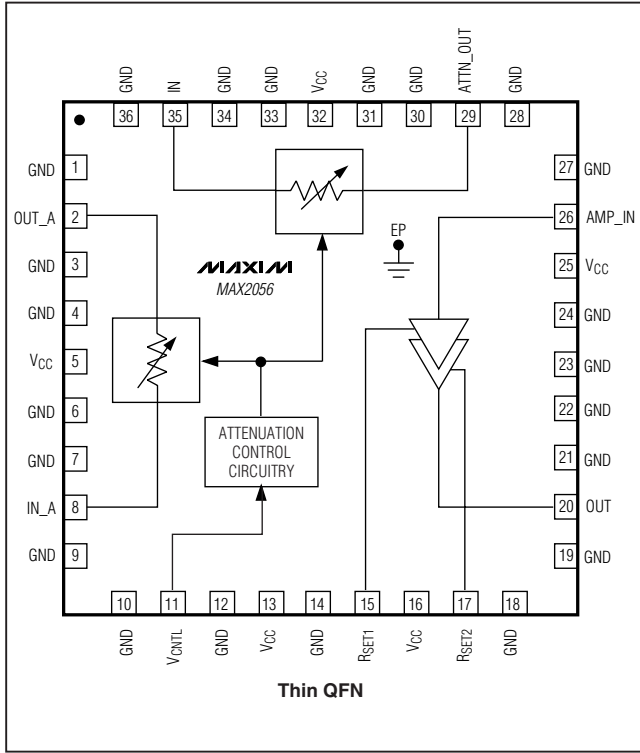 GND
IN
GND
GND
VCC
GND
GND
ATTN_OUT
GND
36
35
34
33
32
31
30
29
28
GND 1
OUT_A 2
GND 3
GND 4
VCC 5
GND 6
GND 7
IN_A 8
GND 9
27 GND
26 AMP_IN
25 VCC
24 GND
23 GND
22 GND
21 GND
20 OUT
19 GND
EP
MAXIM
MAX2056
ATTENUATION
CONTROL
CIRCUITRY
10
11
12
13
14
15
16
17
18
GND
VCNTL
GND
VCC
GND
RSET1
VCC
RSET2
GND
Thin QFN